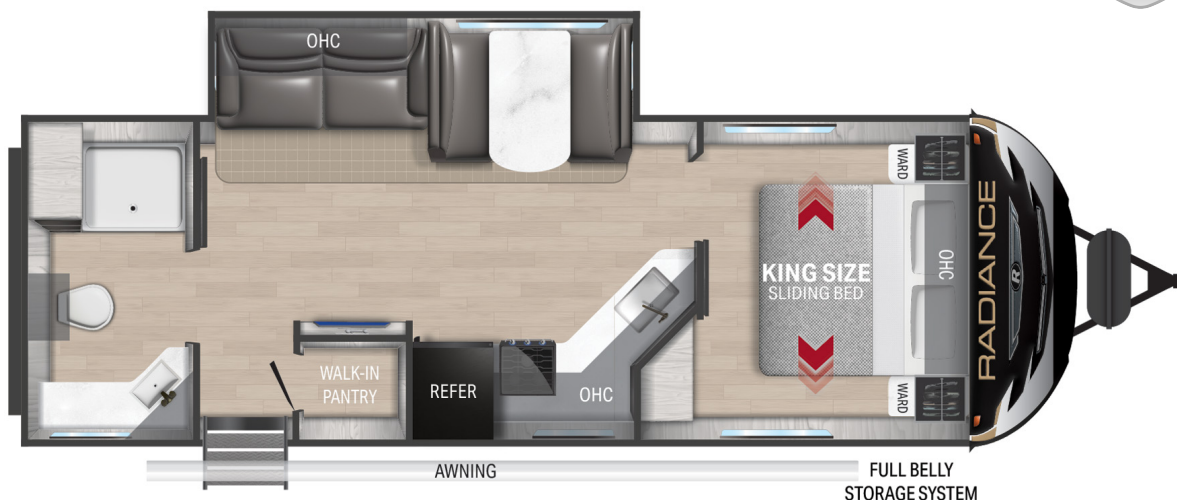 OHC
WARD
KING SIZE
SLIDING BED
OHC
RADIANCE
R
WALK-IN
PANTRY
REFER
OHC
WARD
AWNING
FULL BELLY
STORAGE SYSTEM